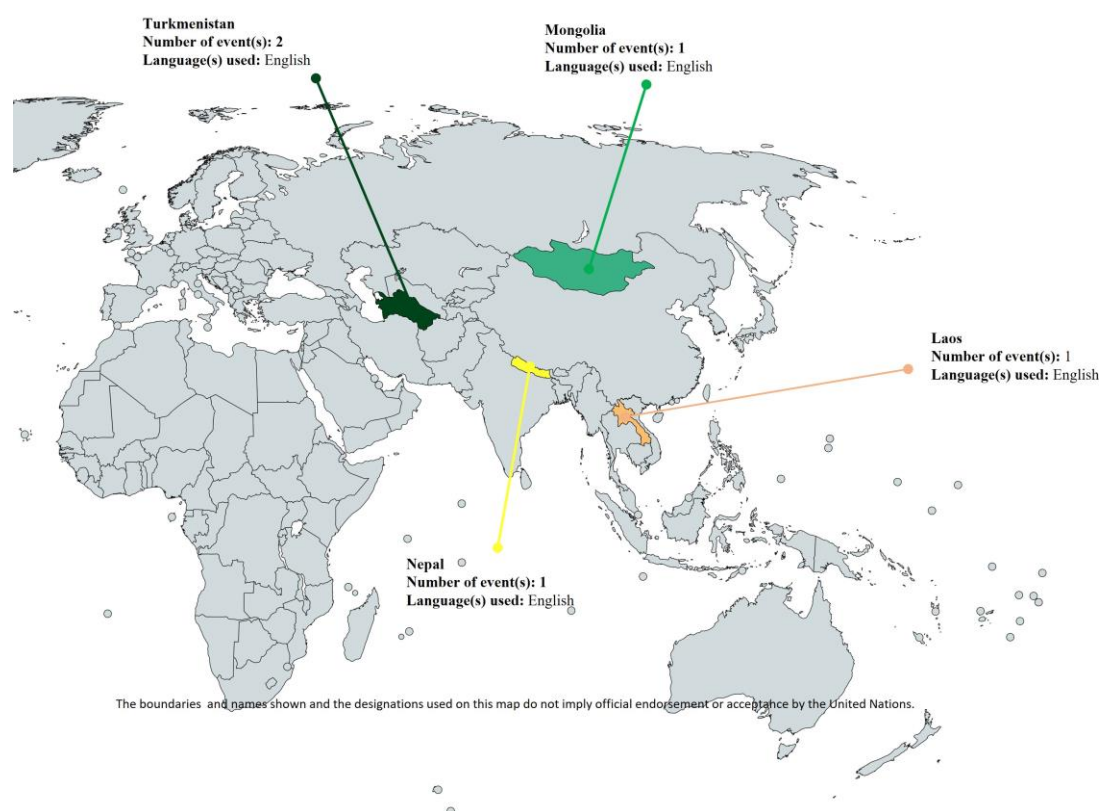 Turkmenistan
Number of event(s): 2
Language(s) used: English
Mongolia
Number of event(s): 1
Language(s) used: English
Laos
Number of event(s): 1
Language(s) used: English
Nepal
Number of event(s): 1
Language(s) used: English
The boundaries and names shown and the designations used on this map do not imply official endorsement or acceptance by the United Nations.